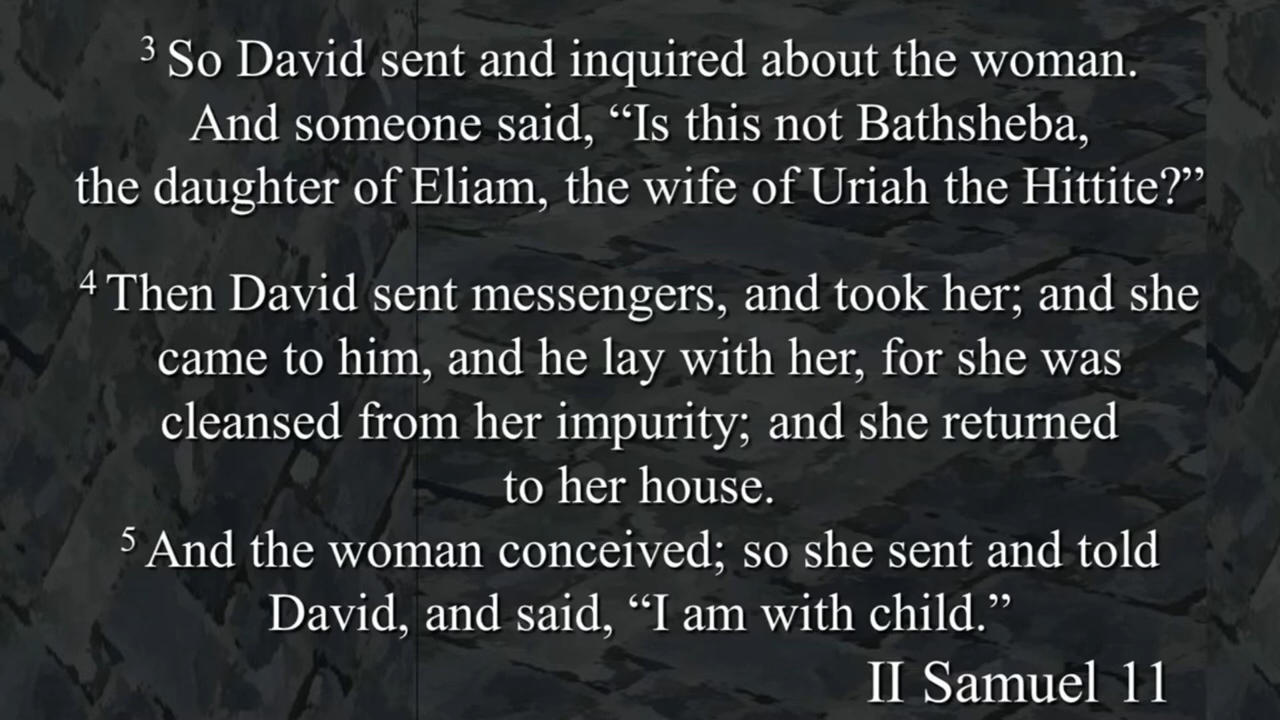 3 So David sent and inquired about the woman.
And someone said, “Is this not Bathsheba,
the daughter of Eliam, the wife of Uriah the Hittite?”
4 Then David sent messengers, and took her; and she
came to him, and he lay with her, for she was
cleansed from her impurity; and she returned
to her house.
5 And the woman conceived; so she sent and told
David, and said, “I am with child.”
II Samuel 11